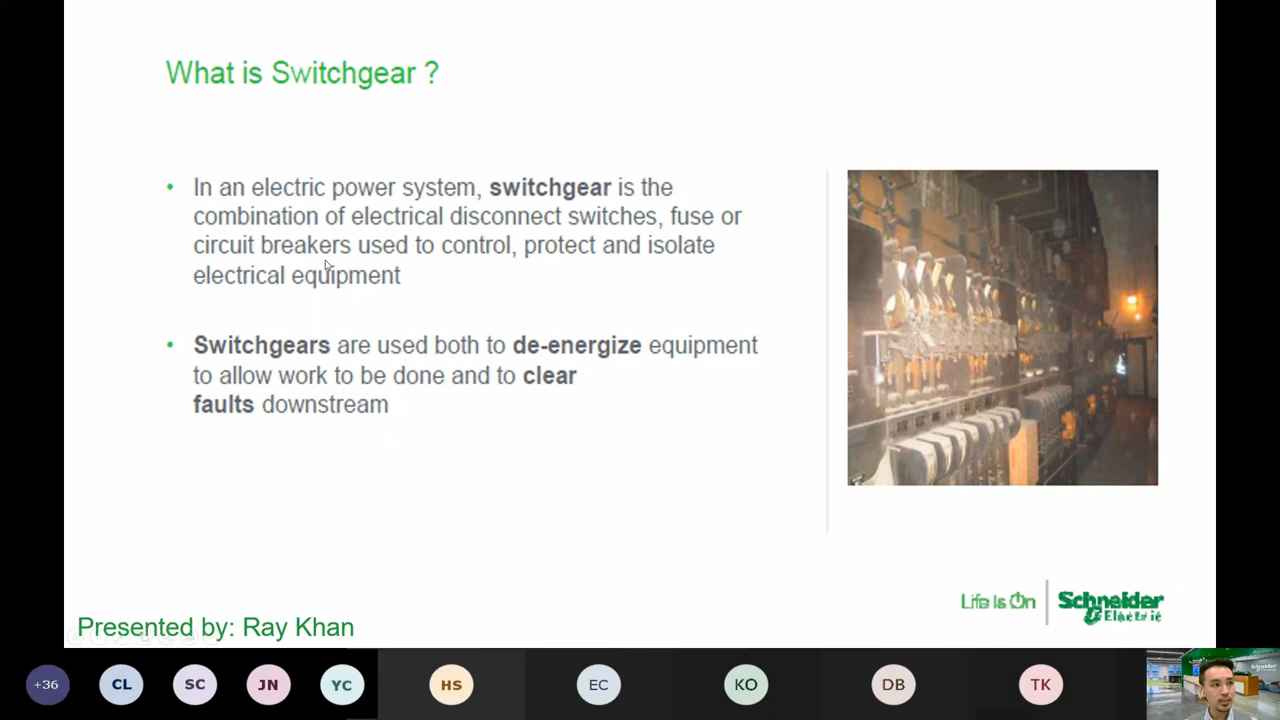 What is Switchgear ?
• In an electric power system, switchgear is the
combination of electrical disconnect switches, fuse or
circuit breakers used to control, protect and isolate
electrical equipment
• Switchgears are used both to de-energize equipment
to allow work to be done and to clear
faults downstream
Life Is On
Schneider
Electric
Presented by: Ray Khan
+36
CL
SC
JN
YC
HS
EC
KO
DB
TK